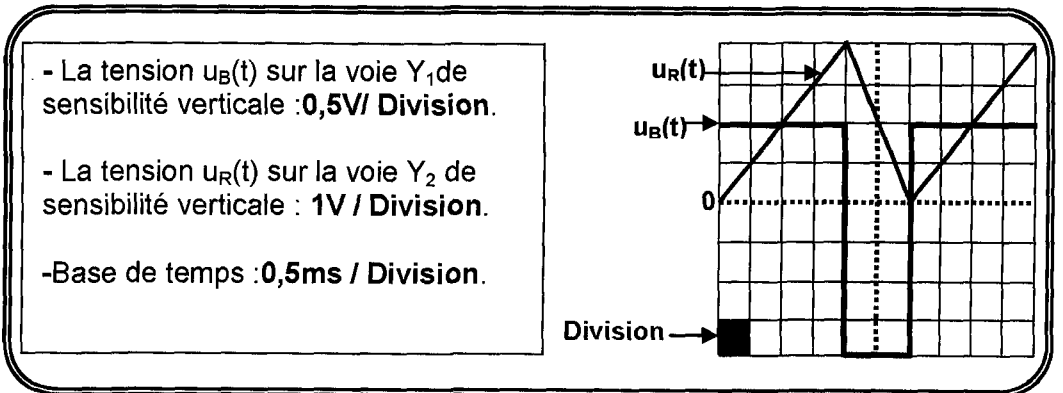 - La tension uB(t) sur la voie Y1de
sensibilité verticale :0,5V/ Division.
- La tension uR(t) sur la voie Y2 de
sensibilité verticale : 1V / Division.
-Base de temps :0,5ms / Division.
uR(t)
uB(t)
0
Division